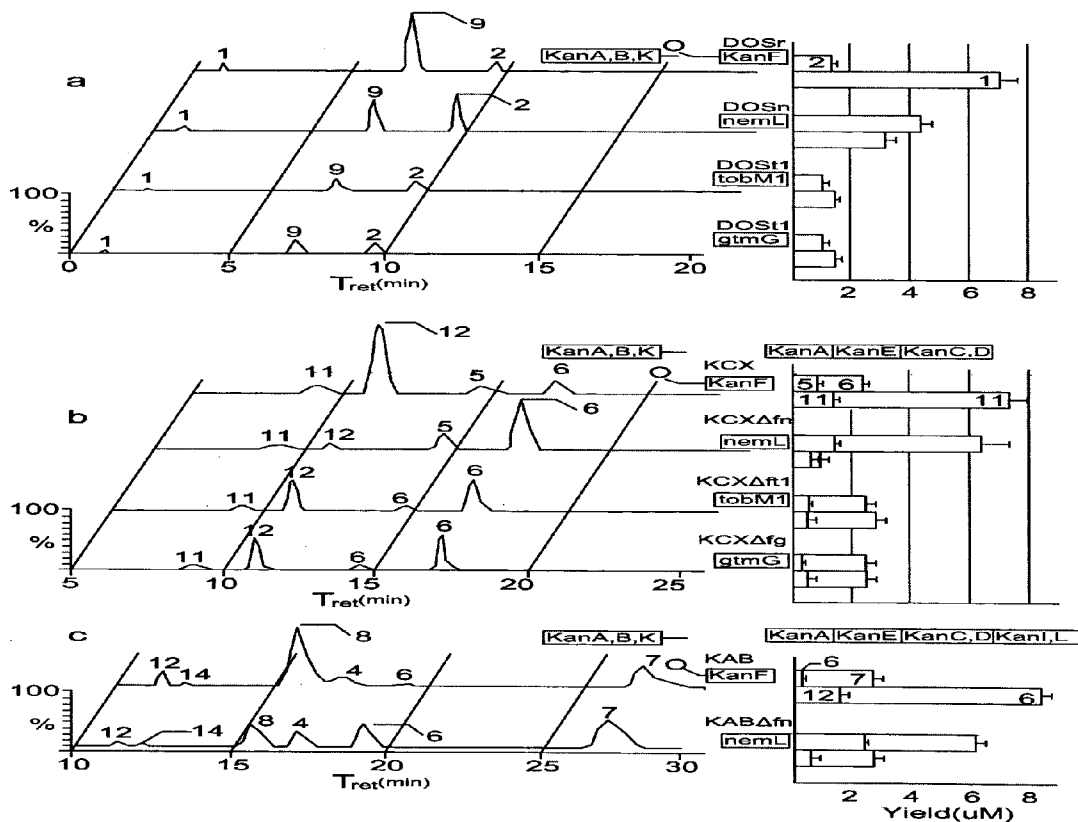 a
9
1
2
KanA,B,K
DOSr
KanF
2
1
1
9
2
DOSn
nemL
1
9
2
DOSt1
tobM1
100
%
1
9
2
DOSt1
gtmG
0
5
10
15
20
Tret(min)
2
4
6
8
b
12
11
5
6
KanA,B,K
KanA KanE KanC,D
KCX
KanF
5
6
11
11
11
12
5
6
KCXΔfn
nemL
11
12
6
6
KCXΔft1
tobM1
100
%
11
12
6
6
KCXΔfg
gtmG
5
10
15
20
25
Tret(min)
c
8
12
14
4
6
7
KanA,B,K
KanA KanE KanC,D KanI,L
KAB
KanF
6
7
12
6
100
%
12
14
8
4
6
7
KABΔfn
nemL
10
15
20
25
30
Tret(min)
2
4
6
8
Yield(uM)